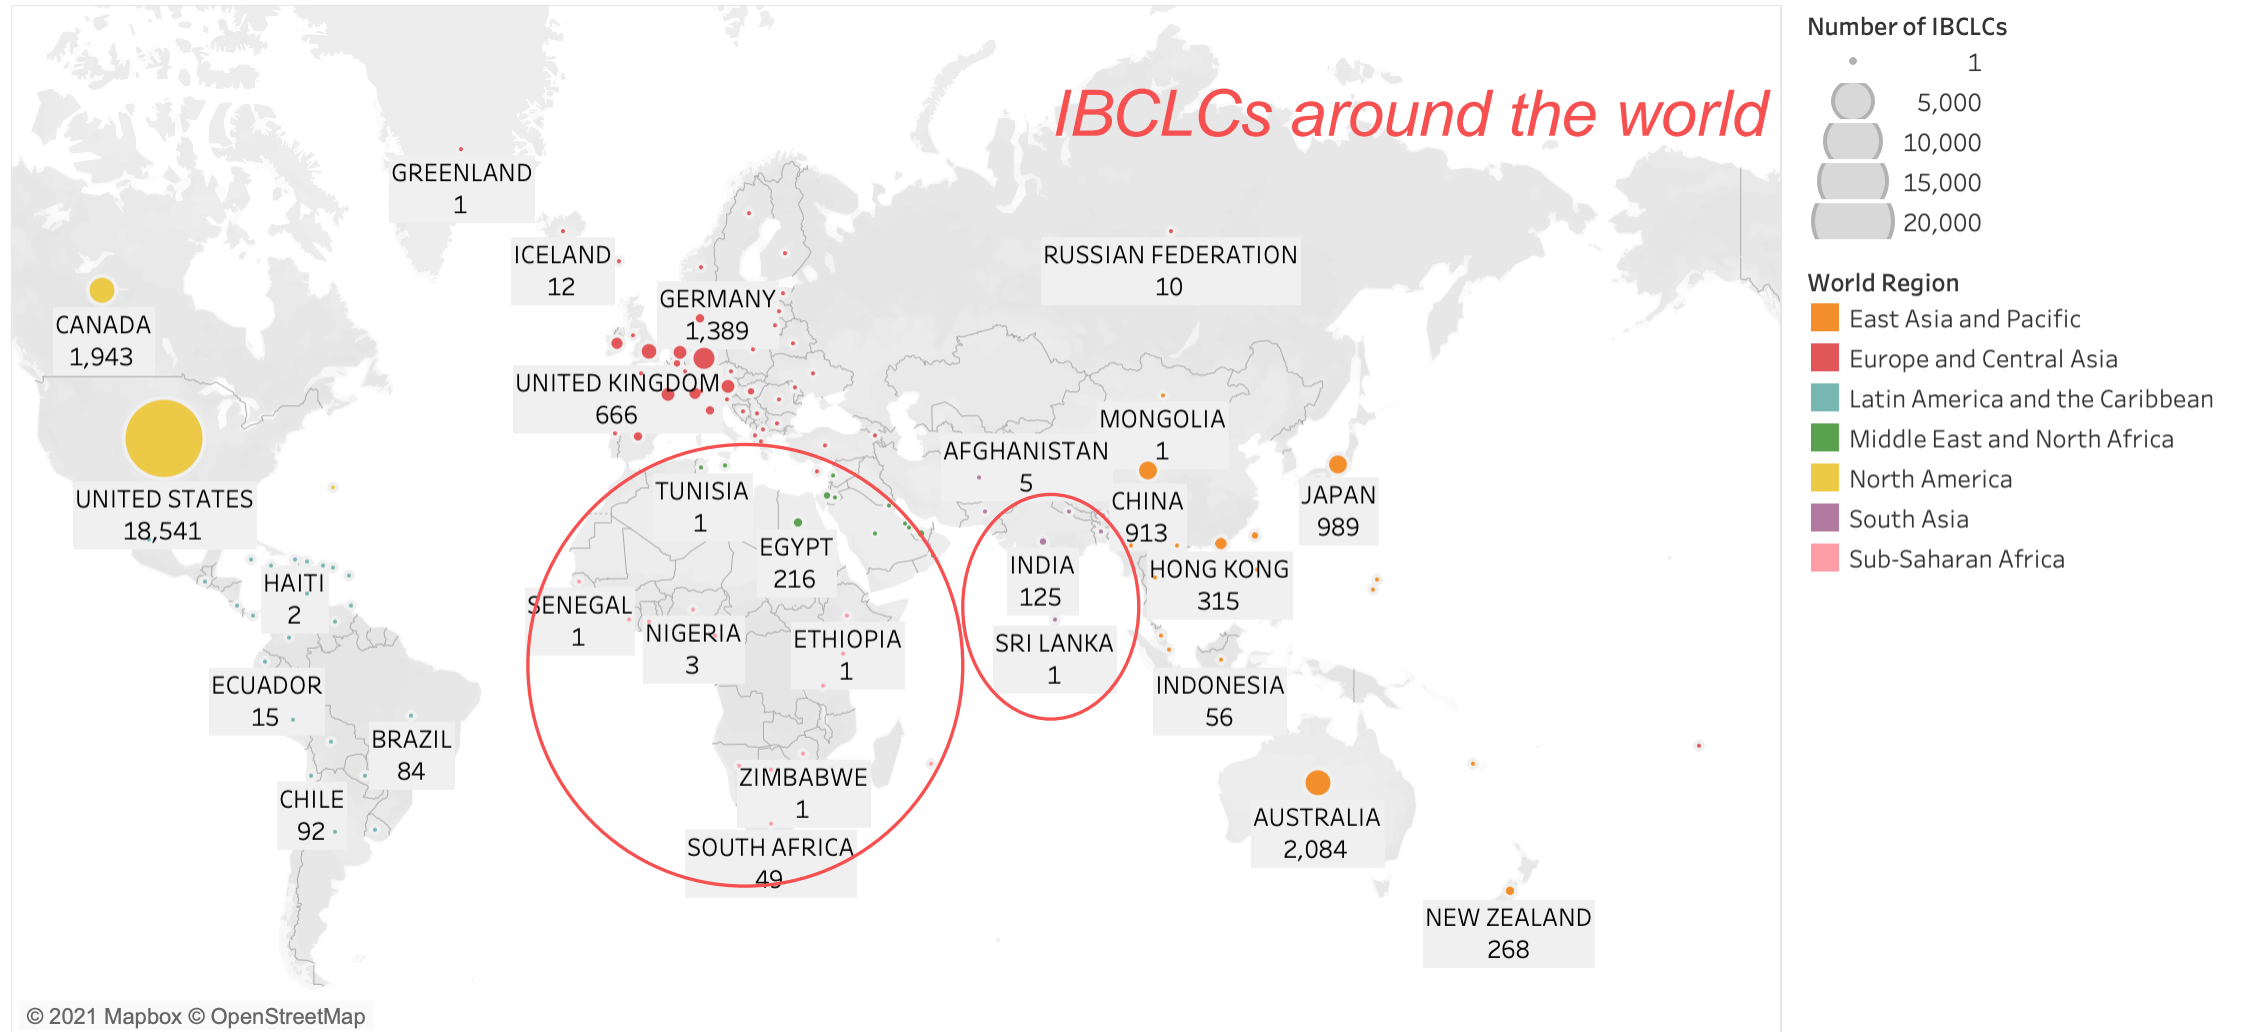 IBCLCs around the world
GREENLAND
1
ICELAND
12
RUSSIAN FEDERATION
10
CANADA
1,943
GERMANY
1,389
UNITED KINGDOM
666
UNITED STATES
18,541
MONGOLIA
1
AFGHANISTAN
5
CHINA
913
JAPAN
989
TUNISIA
1
EGYPT
216
INDIA
125
HONG KONG
315
HAITI
2
SENEGAL
1
NIGERIA
3
ETHIOPIA
1
SRI LANKA
1
ECUADOR
15
INDONESIA
56
BRAZIL
84
CHILE
92
ZIMBABWE
1
SOUTH AFRICA
49
AUSTRALIA
2,084
NEW ZEALAND
268
© 2021 Mapbox © OpenStreetMap
Number of IBCLCs
1
5,000
10,000
15,000
20,000
World Region
East Asia and Pacific
Europe and Central Asia
Latin America and the Caribbean
Middle East and North Africa
North America
South Asia
Sub-Saharan Africa